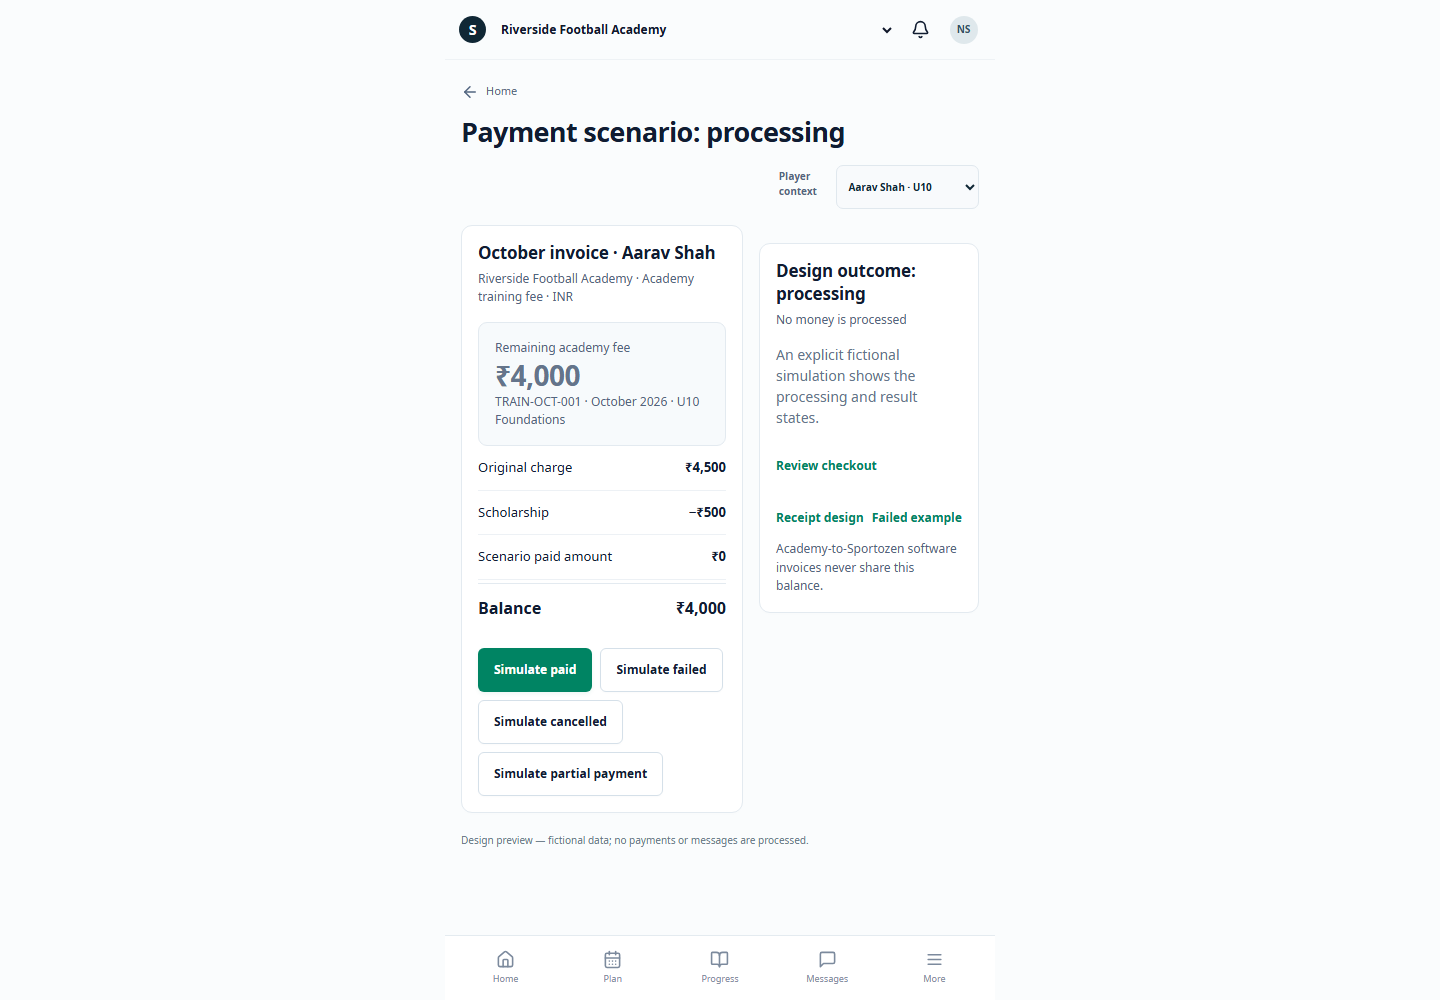 S
Riverside Football Academy
NS
Home
Payment scenario: processing
Player
context
Aarav Shah · U10
October invoice · Aarav Shah
Riverside Football Academy · Academy
training fee · INR
Remaining academy fee
₹4,000
TRAIN-OCT-001 · October 2026 · U10
Foundations
Original charge ₹4,500
Scholarship −₹500
Scenario paid amount ₹0
Balance ₹4,000
Simulate paid
Simulate failed
Simulate cancelled
Simulate partial payment
Design outcome:
processing
No money is processed
An explicit fictional
simulation shows the
processing and result
states.
Review checkout
Receipt design Failed example
Academy-to-Sportozen software
invoices never share this
balance.
Design preview — fictional data; no payments or messages are processed.
Home
Plan
Progress
Messages
More